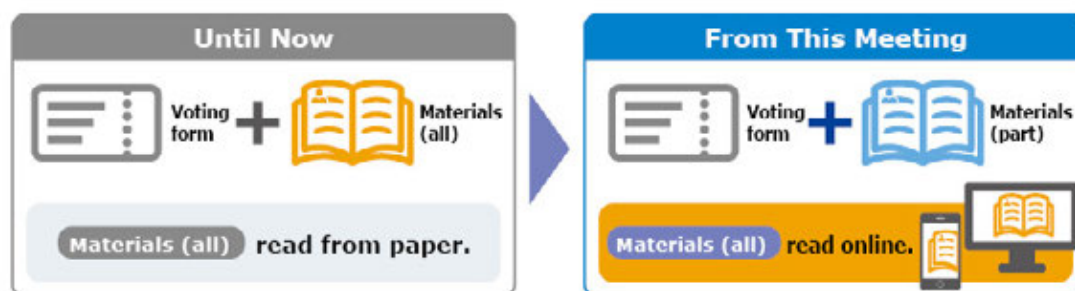 Until Now
Voting
form
Materials
(all)
Materials (all) read from paper.
From This Meeting
Voting
form
Materials
(part)
Materials (all) read online.